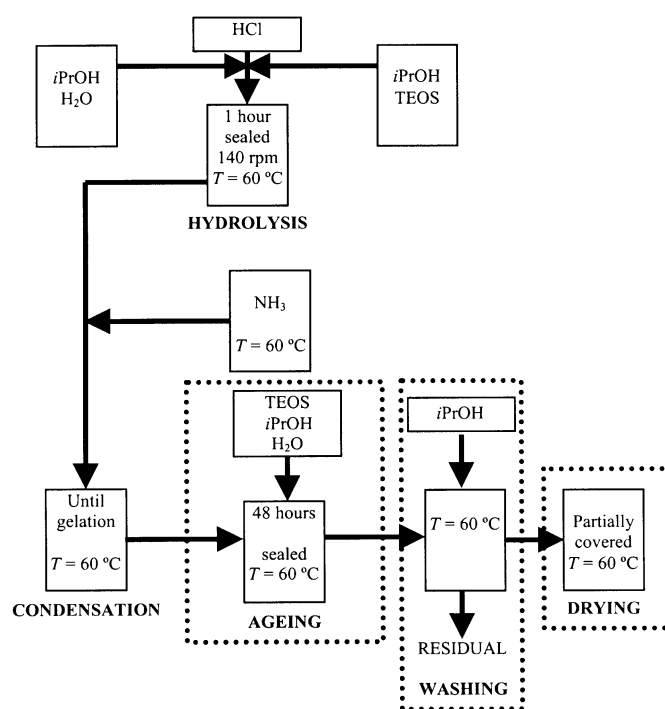 HCl
iPrOH
H₂O
iPrOH
TEOS
1 hour
sealed
140 rpm
T = 60 ºC
HYDROLYSIS
NH₃
T = 60 ºC
TEOS
iPrOH
H₂O
iPrOH
Until
gelation
T = 60 ºC
CONDENSATION
48 hours
sealed
T = 60 ºC
AGEING
T = 60 ºC
RESIDUAL
WASHING
Partially
covered
T = 60 ºC
DRYING